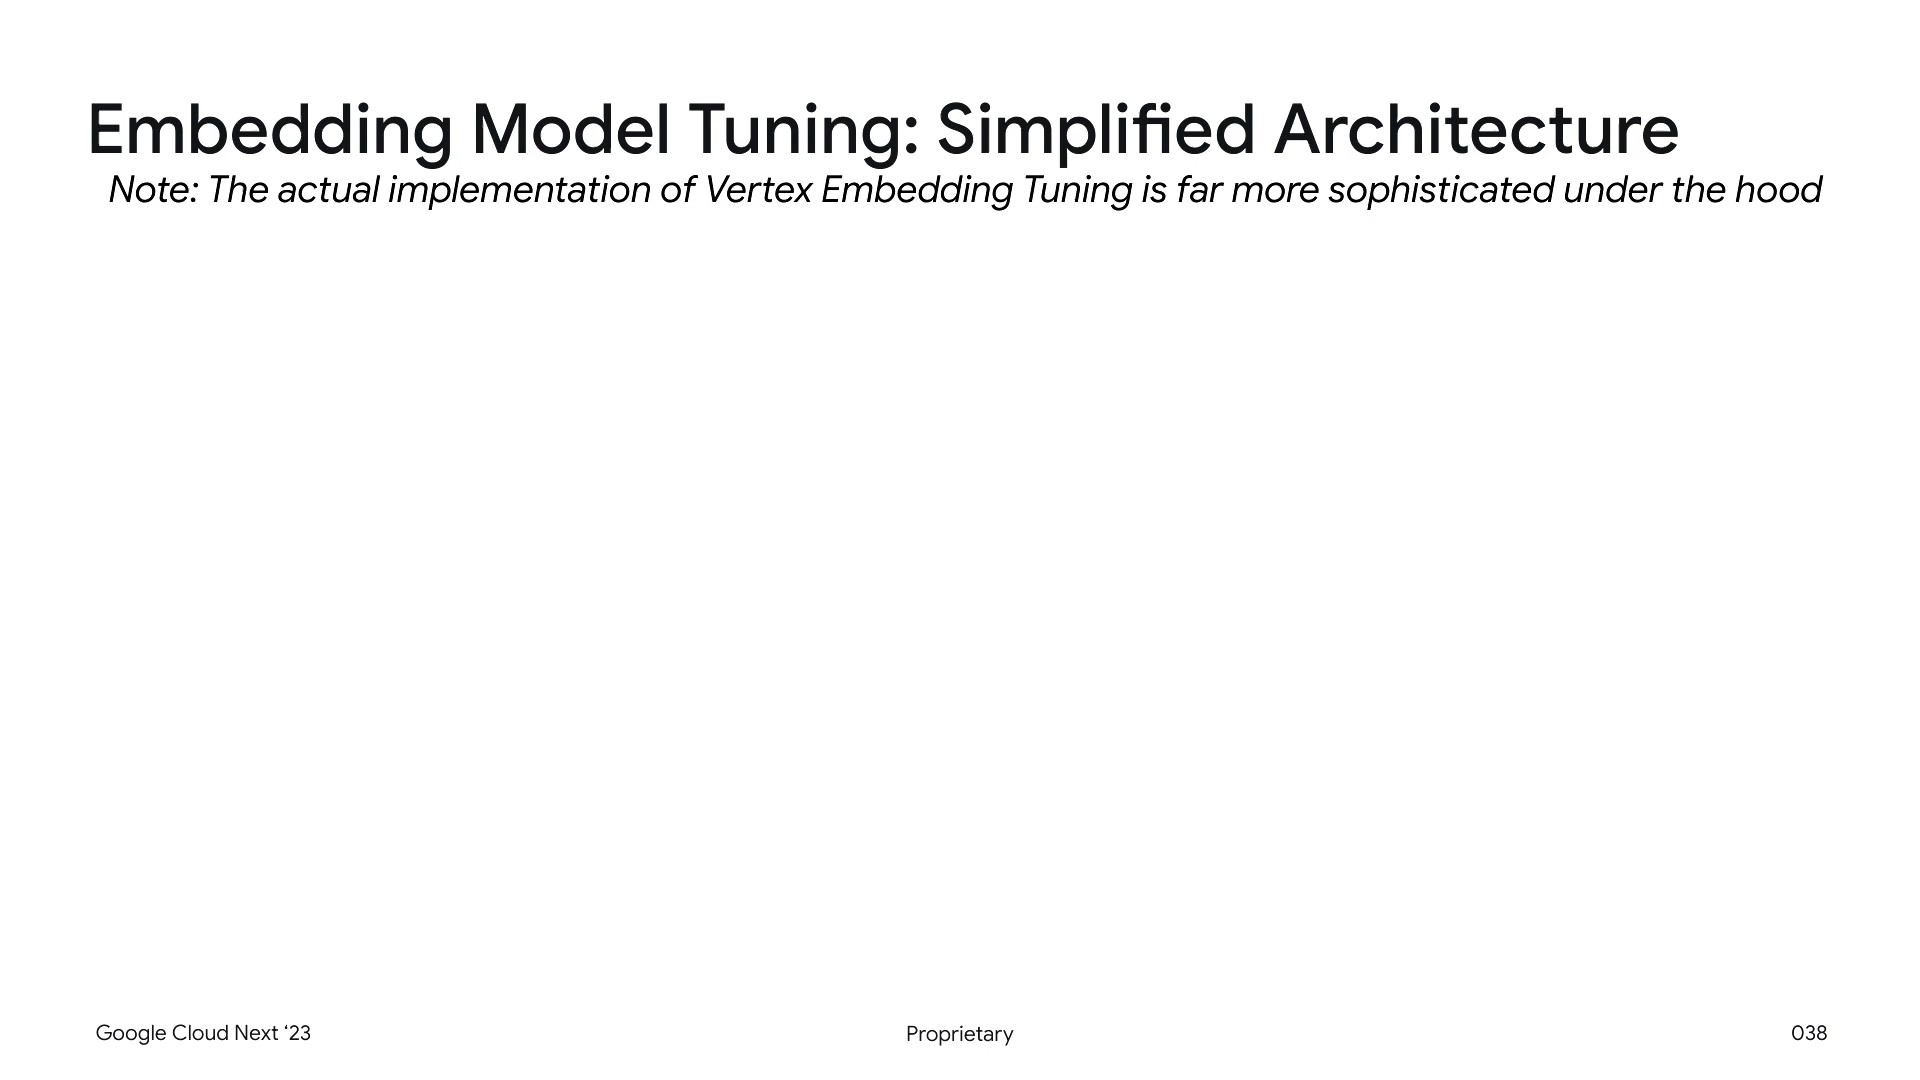 Embedding Model Tuning: Simplified Architecture
Note: The actual implementation of Vertex Embedding Tuning is far more sophisticated under the hood
Google Cloud Next ‘23
Proprietary
038